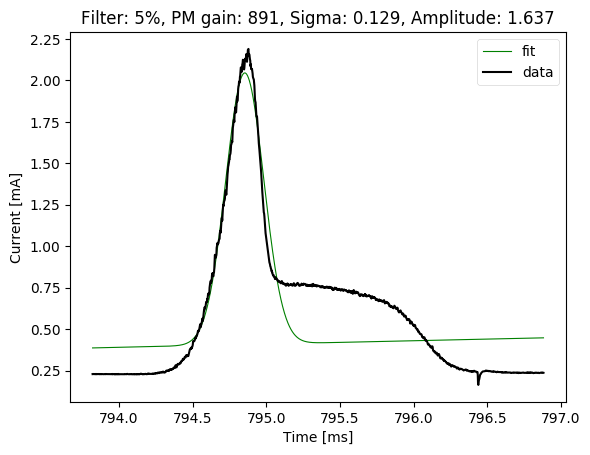 Filter: 5%, PM gain: 891, Sigma: 0.129, Amplitude: 1.637
fit
data
2.25
2.00
1.75
1.50
1.25
1.00
0.75
0.50
0.25
Current [mA]
794.0 794.5 795.0 795.5 796.0 796.5 797.0
Time [ms]